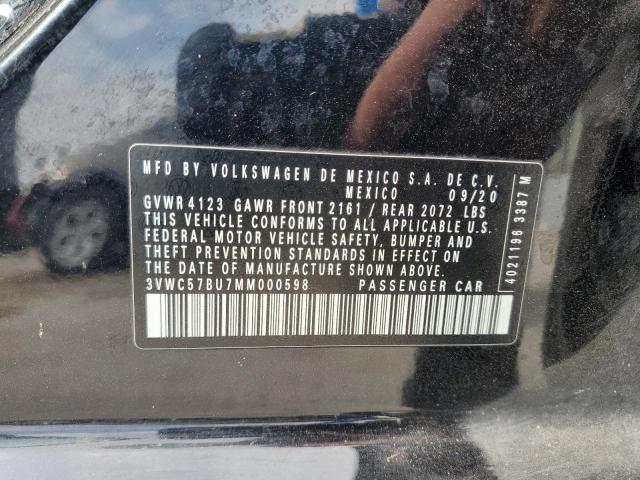 MFD BY VOLKSWAGEN DE MEXICO S.A. DE C.V.
MEXICO 09/20
GVWR 4123 GAWR FRONT 2161 / REAR 2072 LBS
THIS VEHICLE CONFORMS TO ALL APPLICABLE U.S.
FEDERAL MOTOR VEHICLE SAFETY, BUMPER AND
THEFT PREVENTION STANDARDS IN EFFECT ON
THE DATE OF MANUFACTURE SHOWN ABOVE.
3VWC57BU7MM000598 PASSENGER CAR
4021196 3387 M